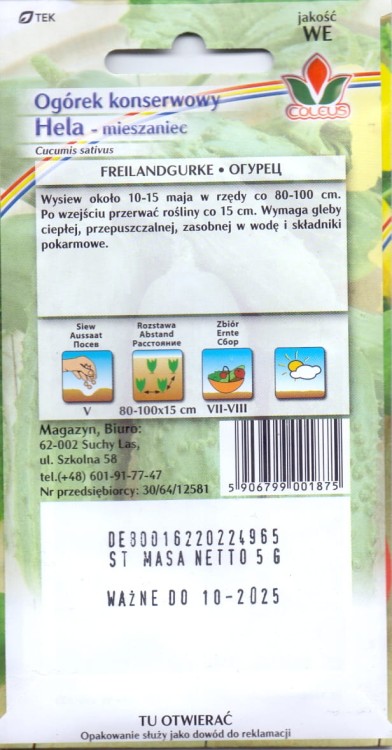 TEK
jakość
WE
Ogórek konserwowy
Hela - mieszaniec
Cucumis sativus
COLEUS
FREILANDGURKE • ОГУРЕЦ
Wysiew około 10-15 maja w rzędy co 80-100 cm.
Po wzejściu przerwać rośliny co 15 cm. Wymaga gleby
ciepłej, przepuszczalnej, zasobnej w wodę i składniki
pokarmowe.
Siew
Aussaat
Посев
Rozstawa
Abstand
Расстояние
Zbiór
Ernte
Сбор
V
80-100x15 cm
VII-VIII
Magazyn, Biuro:
62-002 Suchy Las,
ul. Szkolna 58
tel.(+48) 601-91-77-47
Nr przedsiębiorcy: 30/64/12581
5 906799 001875
DE80016220224965
ST MASA NETTO 5 G
WAŻNE DO 10-2025
TU OTWIERAĆ
Opakowanie służy jako dowód do reklamacji